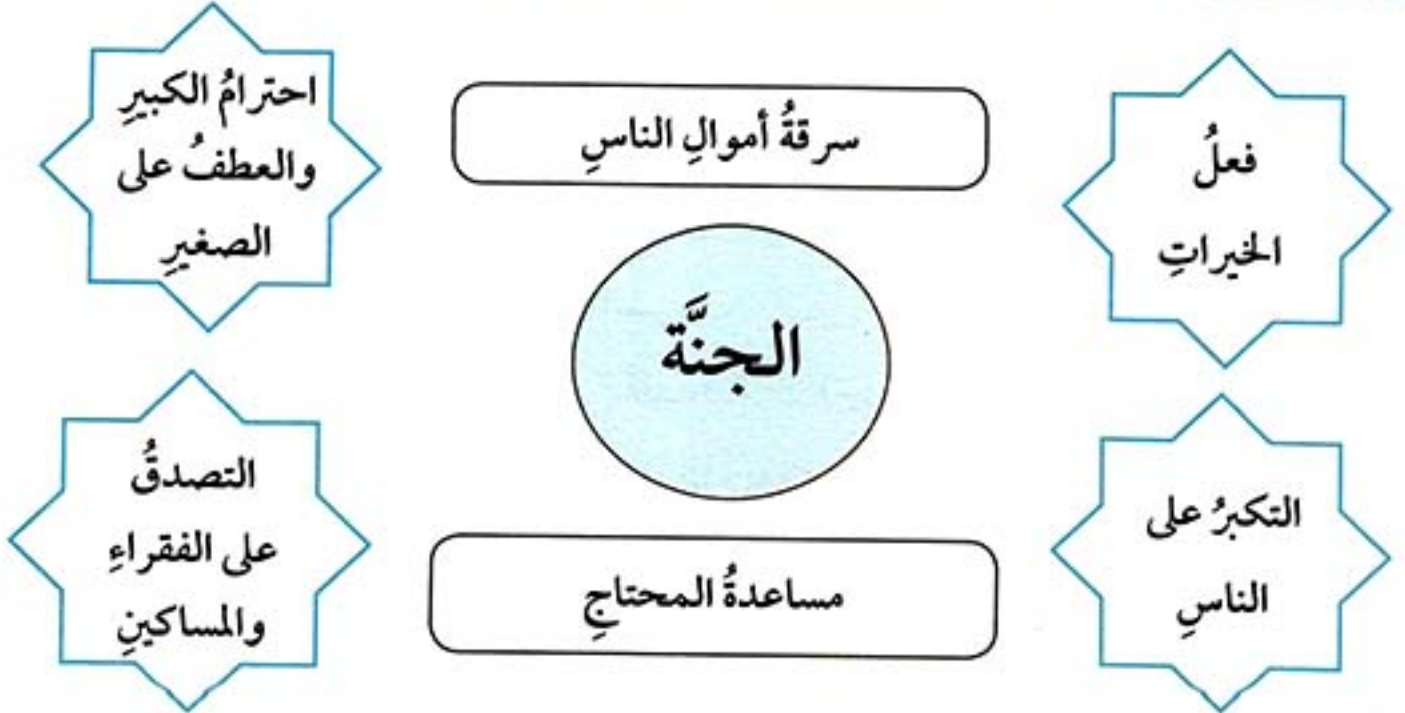 فعلُ
الخيراتِ
سرقةُ أموالِ الناسِ
احترامُ الكبيرِ
والعطفُ على
الصغيرِ
الجنَّة
التكبرُ على
الناسِ
مساعدةُ المحتاجِ
التصدقُ
على الفقراءِ
والمساكينِ